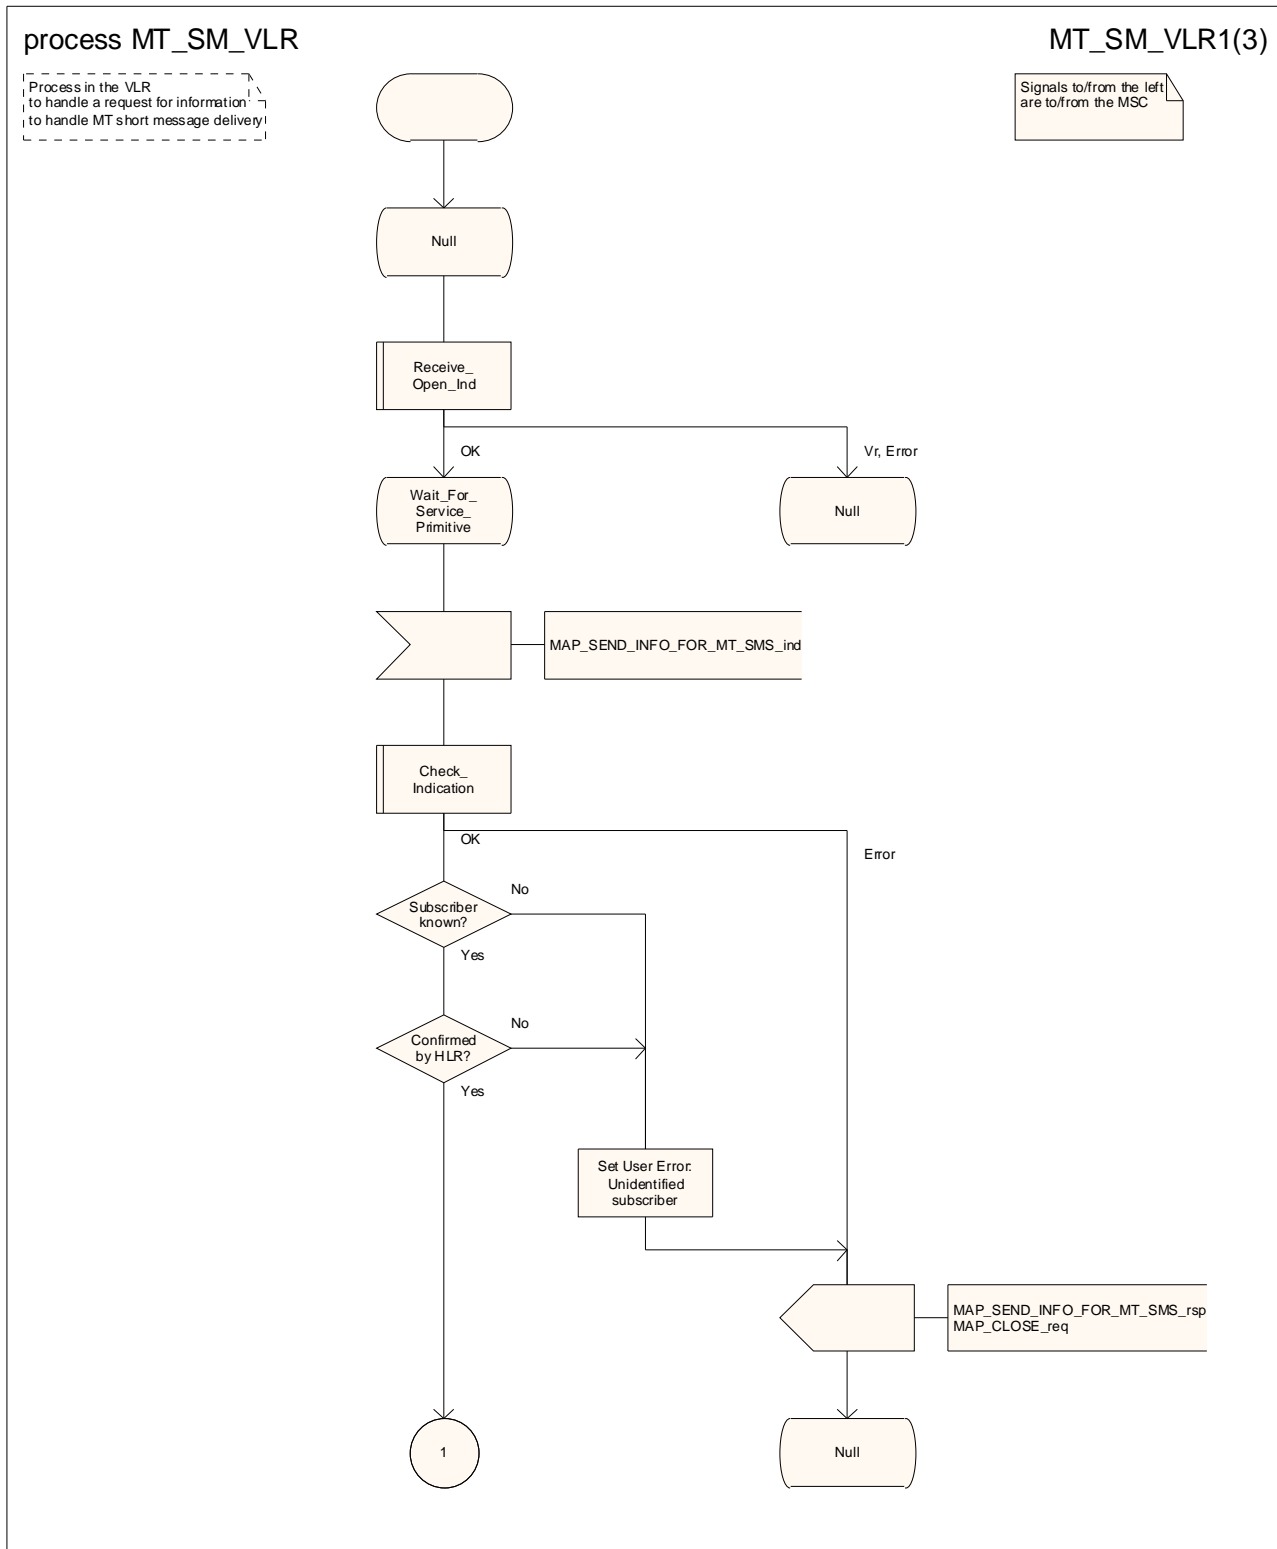 process MT_SM_VLR
MT_SM_VLR1(3)
Process in the VLR
to handle a request for information
to handle MT short message delivery
Signals to/from the left
are to/from the MSC
Null
Receive_
Open_Ind
OK
Vr, Error
Wait_For_
Service_
Primitive
Null
MAP_SEND_INFO_FOR_MT_SMS_ind
Check_
Indication
OK
Error
Subscriber
known?
No
Yes
Confirmed
by HLR?
No
Yes
Set User Error:
Unidentified
subscriber
MAP_SEND_INFO_FOR_MT_SMS_rsp
MAP_CLOSE_req
1
Null